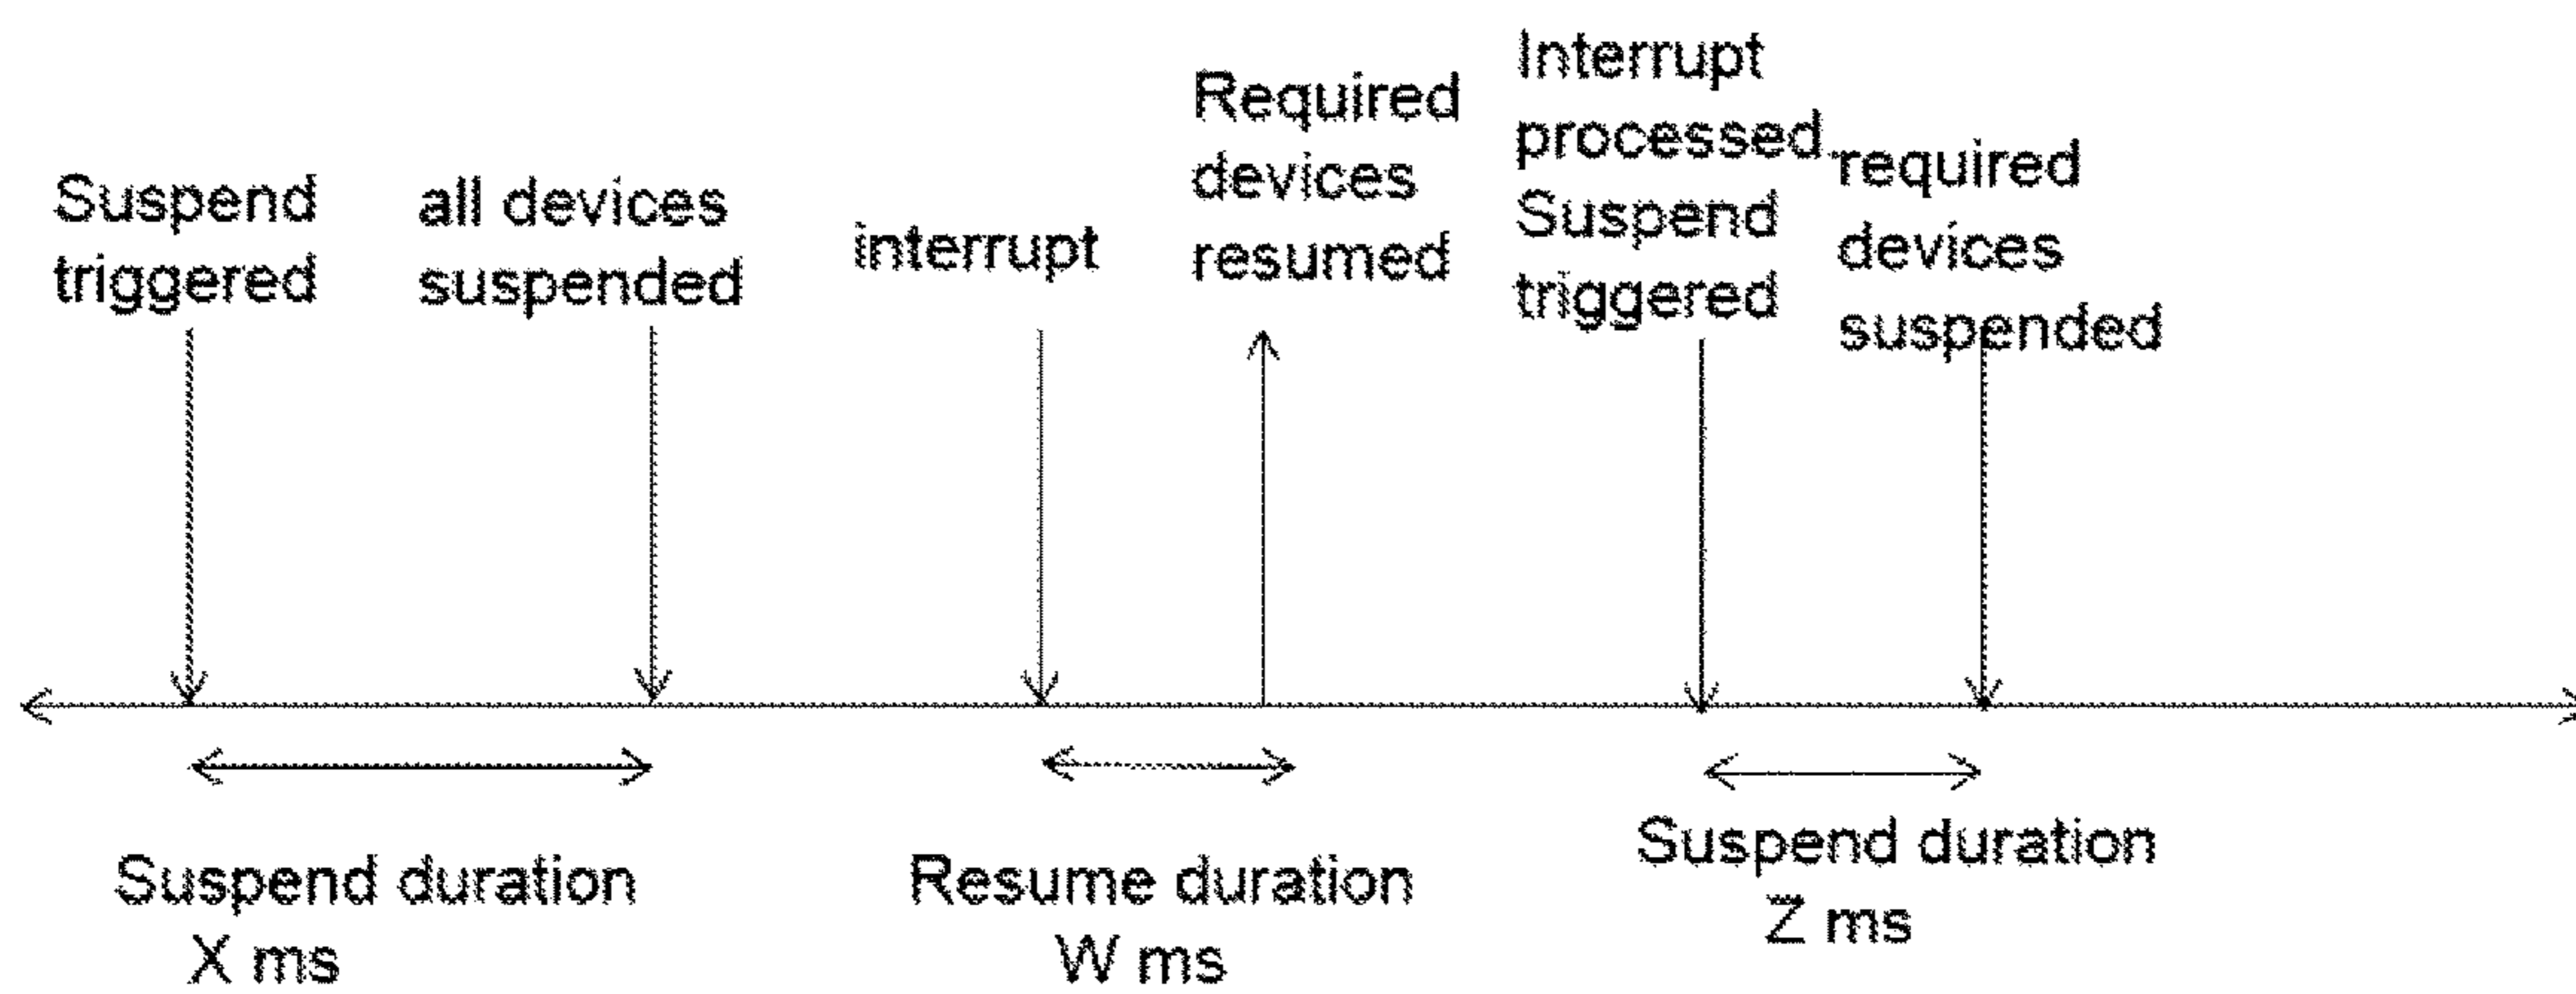 Suspend
triggered
all devices
suspended
interrupt
Required
devices
resumed
Interrupt
processed.
Suspend
triggered
required
devices
suspended
Suspend duration
X ms
Resume duration
W ms
Suspend duration
Z ms